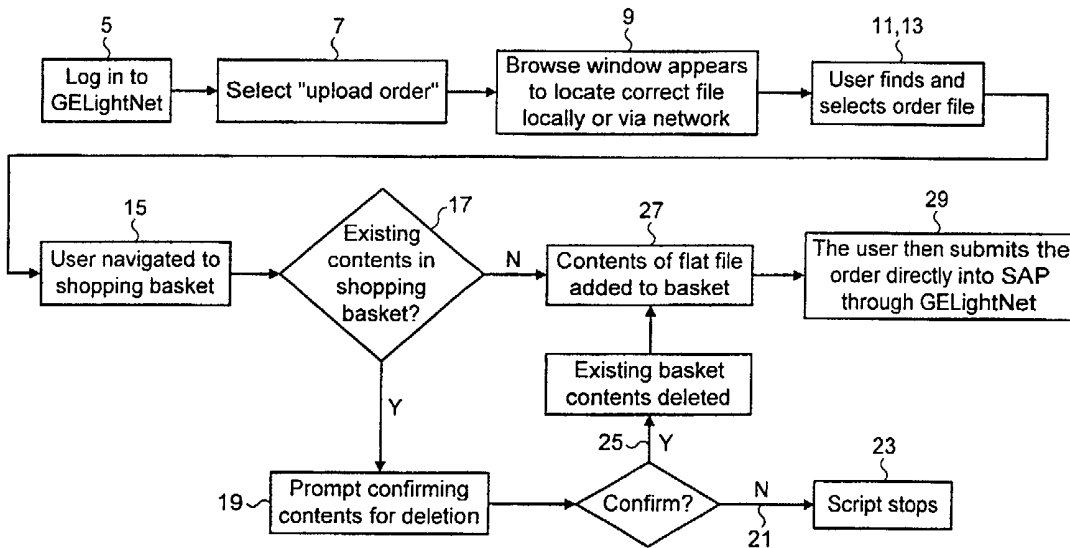 5
Log in to
GELightNet
7
Select "upload order"
9
Browse window appears
to locate correct file
locally or via network
11,13
User finds and
selects order file
15
User navigated to
shopping basket
17
Existing
contents in
shopping
basket?
N
27
Contents of flat file
added to basket
29
The user then submits the
order directly into SAP
through GELightNet
Existing basket
contents deleted
Y
25
Y
19
Prompt confirming
contents for deletion
Confirm?
N
21
23
Script stops